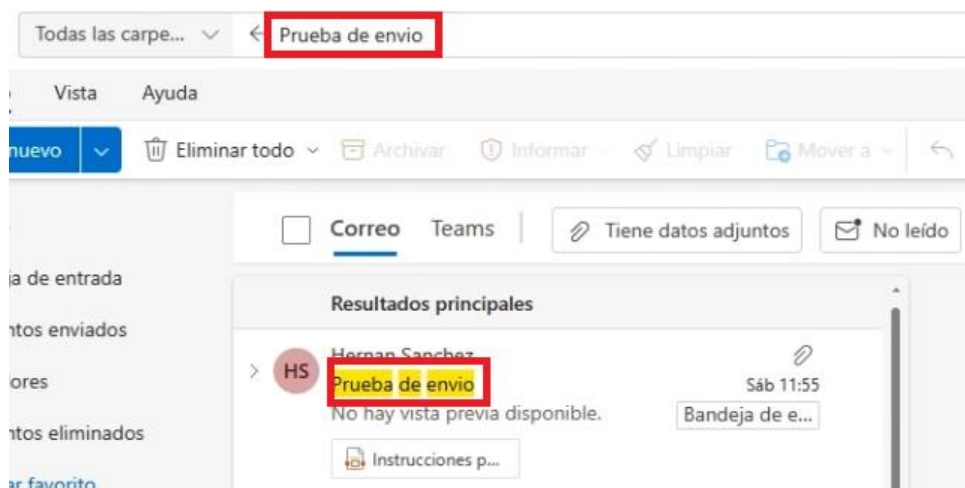 Todas las carpe... Prueba de envio
Vista Ayuda
nuevo Eliminar todo Archivar Informar Limpiar Mover a
Correo Teams Tiene datos adjuntos No leído
ja de entrada
Resultados principales
ntos enviados
Hernan Sanchez
HS Prueba de envio Sáb 11:55
ores
No hay vista previa disponible. Bandeja de e...
ntos eliminados
Instrucciones p...
ar favorito